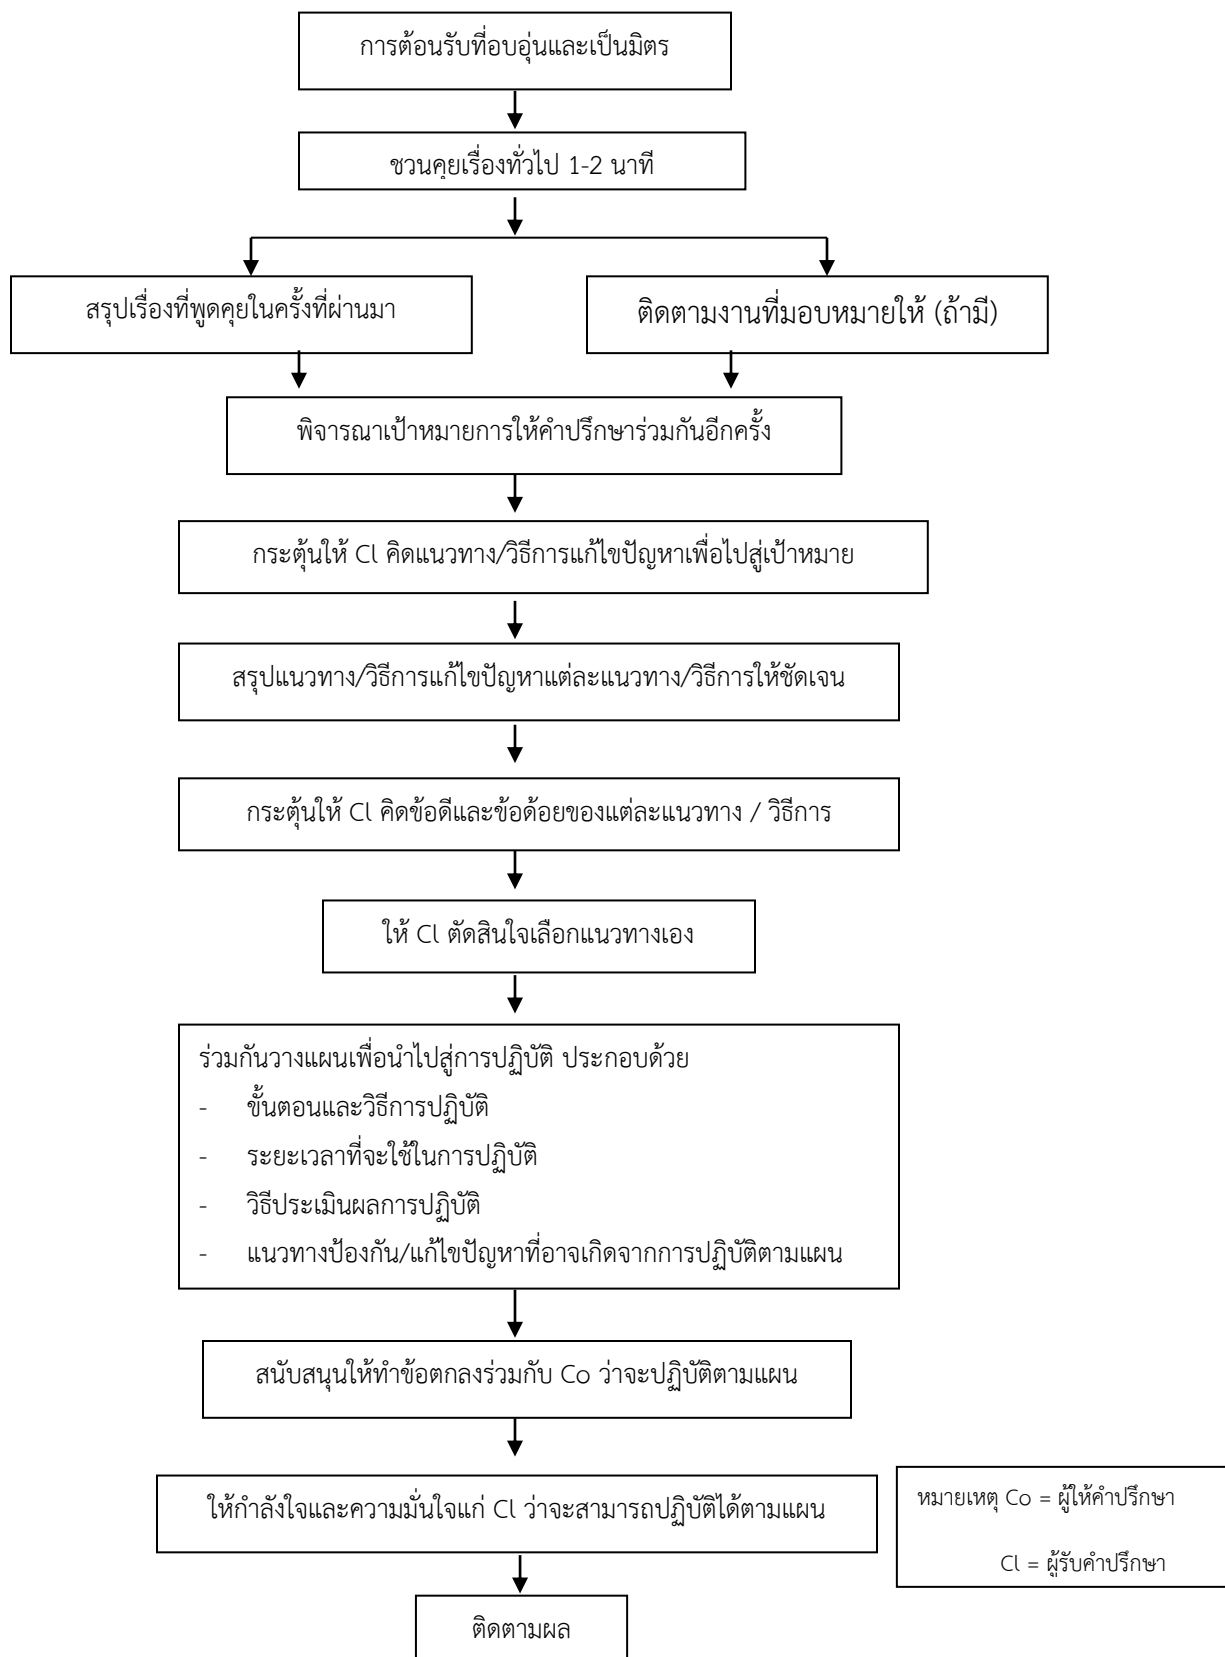 การต้อนรับที่อบอุ่นและเป็นมิตร
ชวนคุยเรื่องทั่วไป 1-2 นาที
สรุปเรื่องที่พูดคุยในครั้งที่ผ่านมา
ติดตามงานที่มอบหมายให้ (ถ้ามี)
พิจารณาเป้าหมายการให้คำปรึกษาร่วมกันอีกครั้ง
กระตุ้นให้ Cl คิดแนวทาง/วิธีการแก้ไขปัญหาเพื่อไปสู่เป้าหมาย
สรุปแนวทาง/วิธีการแก้ไขปัญหาแต่ละแนวทาง/วิธีการให้ชัดเจน
กระตุ้นให้ Cl คิดข้อดีและข้อด้อยของแต่ละแนวทาง / วิธีการ
ให้ Cl ตัดสินใจเลือกแนวทางเอง
ร่วมกันวางแผนเพื่อนำไปสู่การปฏิบัติ ประกอบด้วย
- ขั้นตอนและวิธีการปฏิบัติ
- ระยะเวลาที่จะใช้ในการปฏิบัติ
- วิธีประเมินผลการปฏิบัติ
- แนวทางป้องกัน/แก้ไขปัญหาที่อาจเกิดจากการปฏิบัติตามแผน
สนับสนุนให้ทำข้อตกลงร่วมกับ Co ว่าจะปฏิบัติตามแผน
ให้กำลังใจและความมั่นใจแก่ Cl ว่าจะสามารถปฏิบัติได้ตามแผน
หมายเหตุ Co = ผู้ให้คำปรึกษา
Cl = ผู้รับคำปรึกษา
ติดตามผล